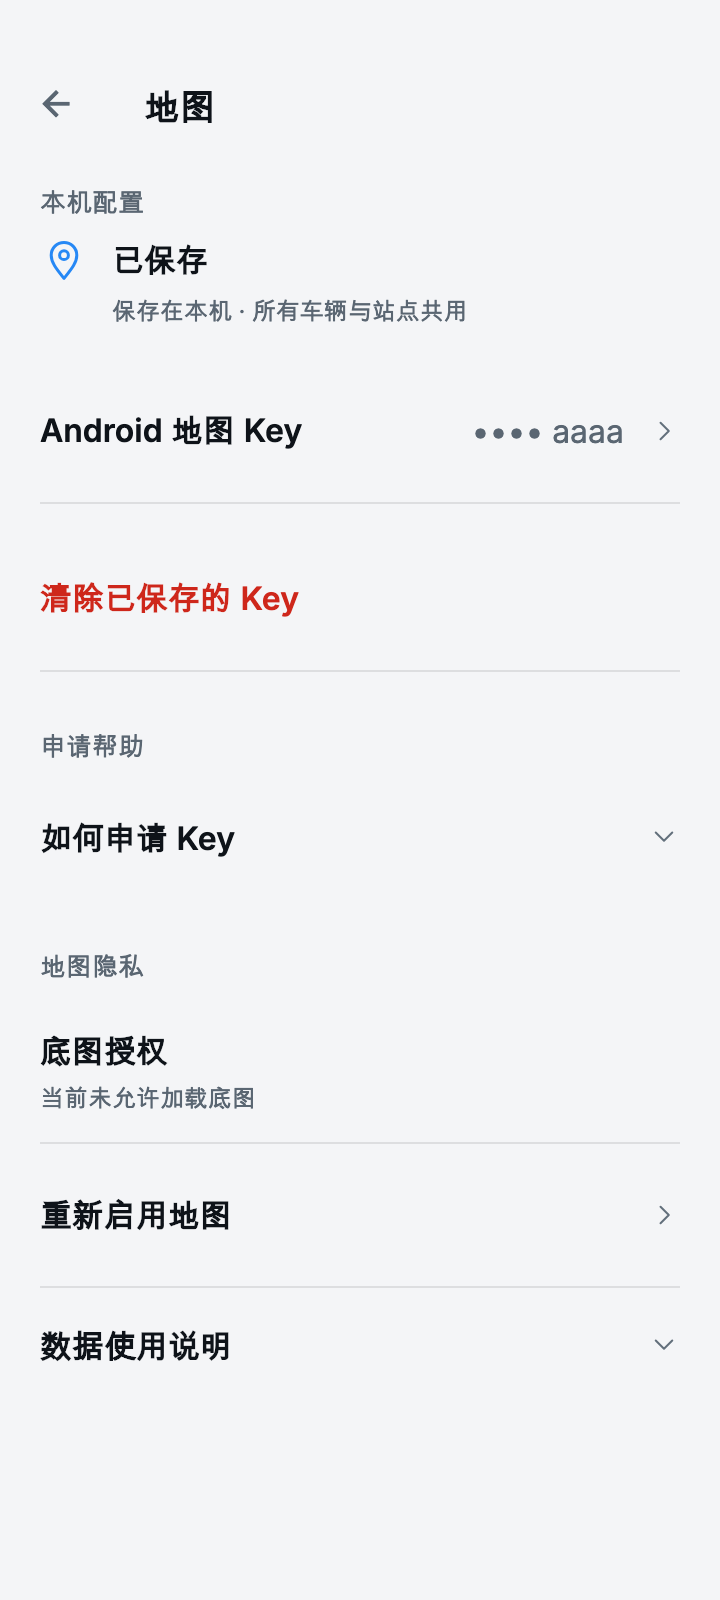 地图
本机配置
已保存
保存在本机 · 所有车辆与站点共用
Android 地图 Key
•••• aaaa
清除已保存的 Key
申请帮助
如何申请 Key
地图隐私
底图授权
当前未允许加载底图
重新启用地图
数据使用说明